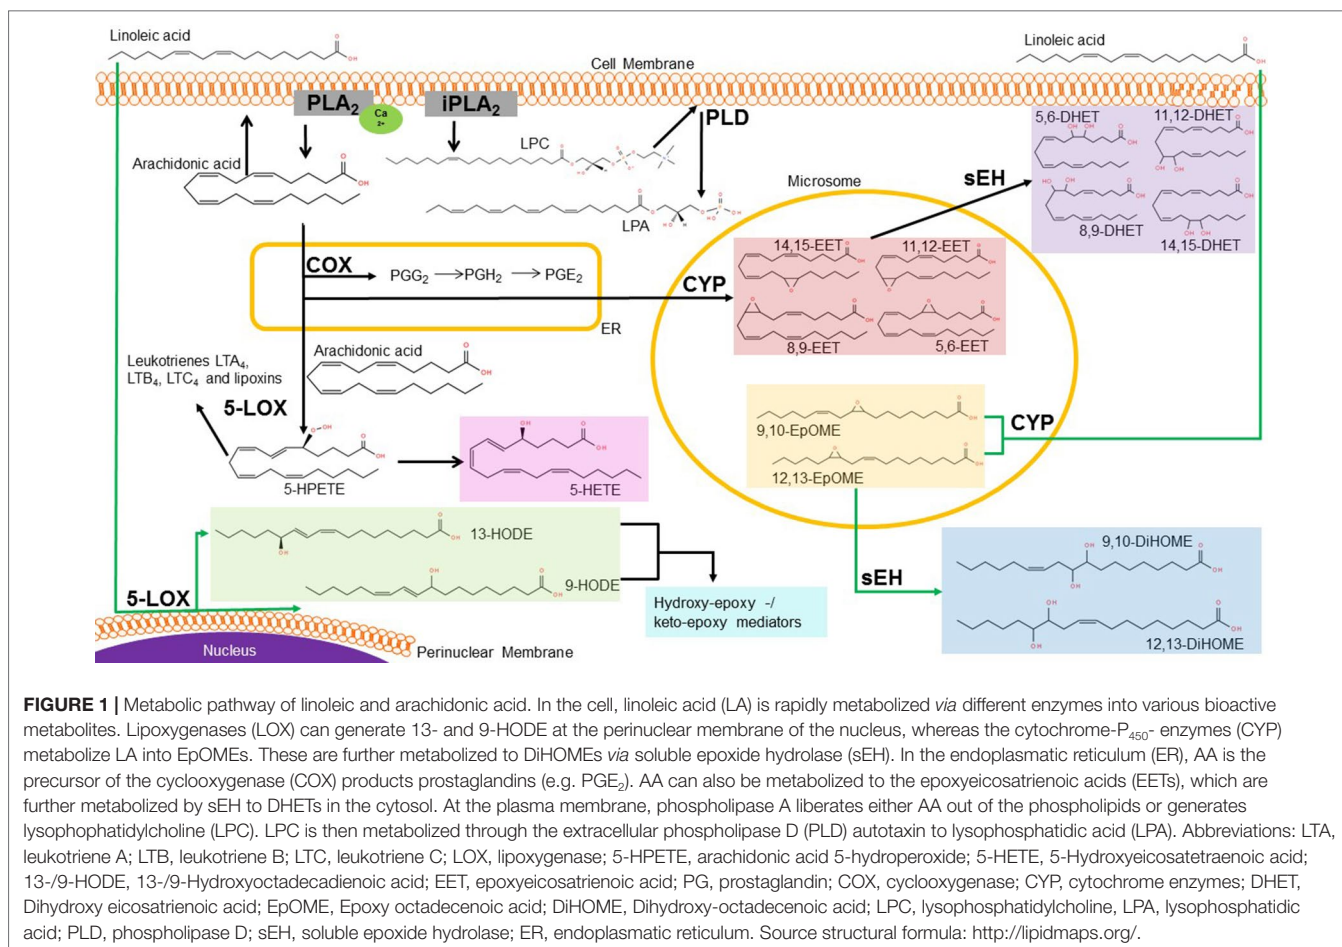 Linoleic acid
Linoleic acid
Cell Membrane
PLA2
Ca
2+
iPLA2
PLD
LPC
Arachidonic acid
LPA
5,6-DHET
11,12-DHET
8,9-DHET
14,15-DHET
sEH
Microsome
14,15-EET
11,12-EET
8,9-EET
5,6-EET
COX
PGG2
PGH2
PGE2
CYP
ER
Arachidonic acid
Leukotrienes LTA4,
LTB4, LTC4 and lipoxins
5-LOX
5-HPETE
5-HETE
9,10-EpOME
12,13-EpOME
CYP
13-HODE
9-HODE
5-LOX
Hydroxy-epoxy -/
keto-epoxy mediators
sEH
9,10-DiHOME
12,13-DiHOME
Nucleus
Perinuclear Membrane
FIGURE 1 | Metabolic pathway of linoleic and arachidonic acid. In the cell, linoleic acid (LA) is rapidly metabolized via different enzymes into various bioactive
metabolites. Lipoxygenases (LOX) can generate 13- and 9-HODE at the perinuclear membrane of the nucleus, whereas the cytochrome-P450- enzymes (CYP)
metabolize LA into EpOMEs. These are further metabolized to DiHOMEs via soluble epoxide hydrolase (sEH). In the endoplasmatic reticulum (ER), AA is the
precursor of the cyclooxygenase (COX) products prostaglandins (e.g. PGE2). AA can also be metabolized to the epoxyeicosatrienoic acids (EETs), which are
further metabolized by sEH to DHETs in the cytosol. At the plasma membrane, phospholipase A liberates either AA out of the phospholipids or generates
lysophophatidylcholine (LPC). LPC is then metabolized through the extracellular phospholipase D (PLD) autotaxin to lysophosphatidic acid (LPA). Abbreviations: LTA,
leukotriene A; LTB, leukotriene B; LTC, leukotriene C; LOX, lipoxygenase; 5-HPETE, arachidonic acid 5-hydroperoxide; 5-HETE, 5-Hydroxyeicosatetraenoic acid;
13-/9-HODE, 13-/9-Hydroxyoctadecadienoic acid; EET, epoxyeicosatrienoic acid; PG, prostaglandin; COX, cyclooxygenase; CYP, cytochrome enzymes; DHET,
Dihydroxy eicosatrienoic acid; EpOME, Epoxy octadecenoic acid; DiHOME, Dihydroxy-octadecenoic acid; LPC, lysophosphatidylcholine, LPA, lysophosphatidic
acid; PLD, phospholipase D; sEH, soluble epoxide hydrolase; ER, endoplasmatic reticulum. Source structural formula: http://lipidmaps.org/.